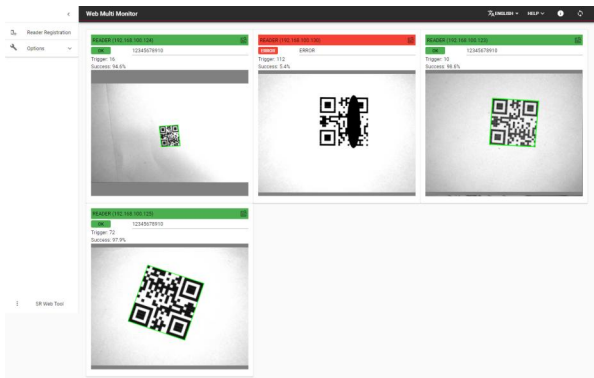 Web Multi Monitor
ENGLISH
HELP
Reader Registration
Options
SR Web Tool
READER (192.168.100.124)
OK 12345678910
Trigger: 16
Success: 94.6%
READER (192.168.100.100)
ERROR ERROR
Trigger: 112
Success: 5.4%
READER (192.168.100.123)
OK 12345678910
Trigger: 10
Success: 98.6%
READER (192.168.100.123)
OK 12345678910
Trigger: 72
Success: 97.9%